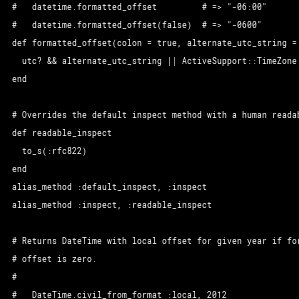 #   datetime.formatted_offset         # => "-06:00"
#   datetime.formatted_offset(false)  # => "-0600"
def formatted_offset(colon = true, alternate_utc_string =
utc? && alternate_utc_string || ActiveSupport::TimeZone
end
# Overrides the default inspect method with a human
def readable_inspect
to_s(:rfc822)
end
alias_method :default_inspect, :inspect
alias_method :inspect, :readable_inspect
# Returns DateTime with local offset for given year if
# offset is zero.
#
#   DateTime.civil_from_format :local, 2012